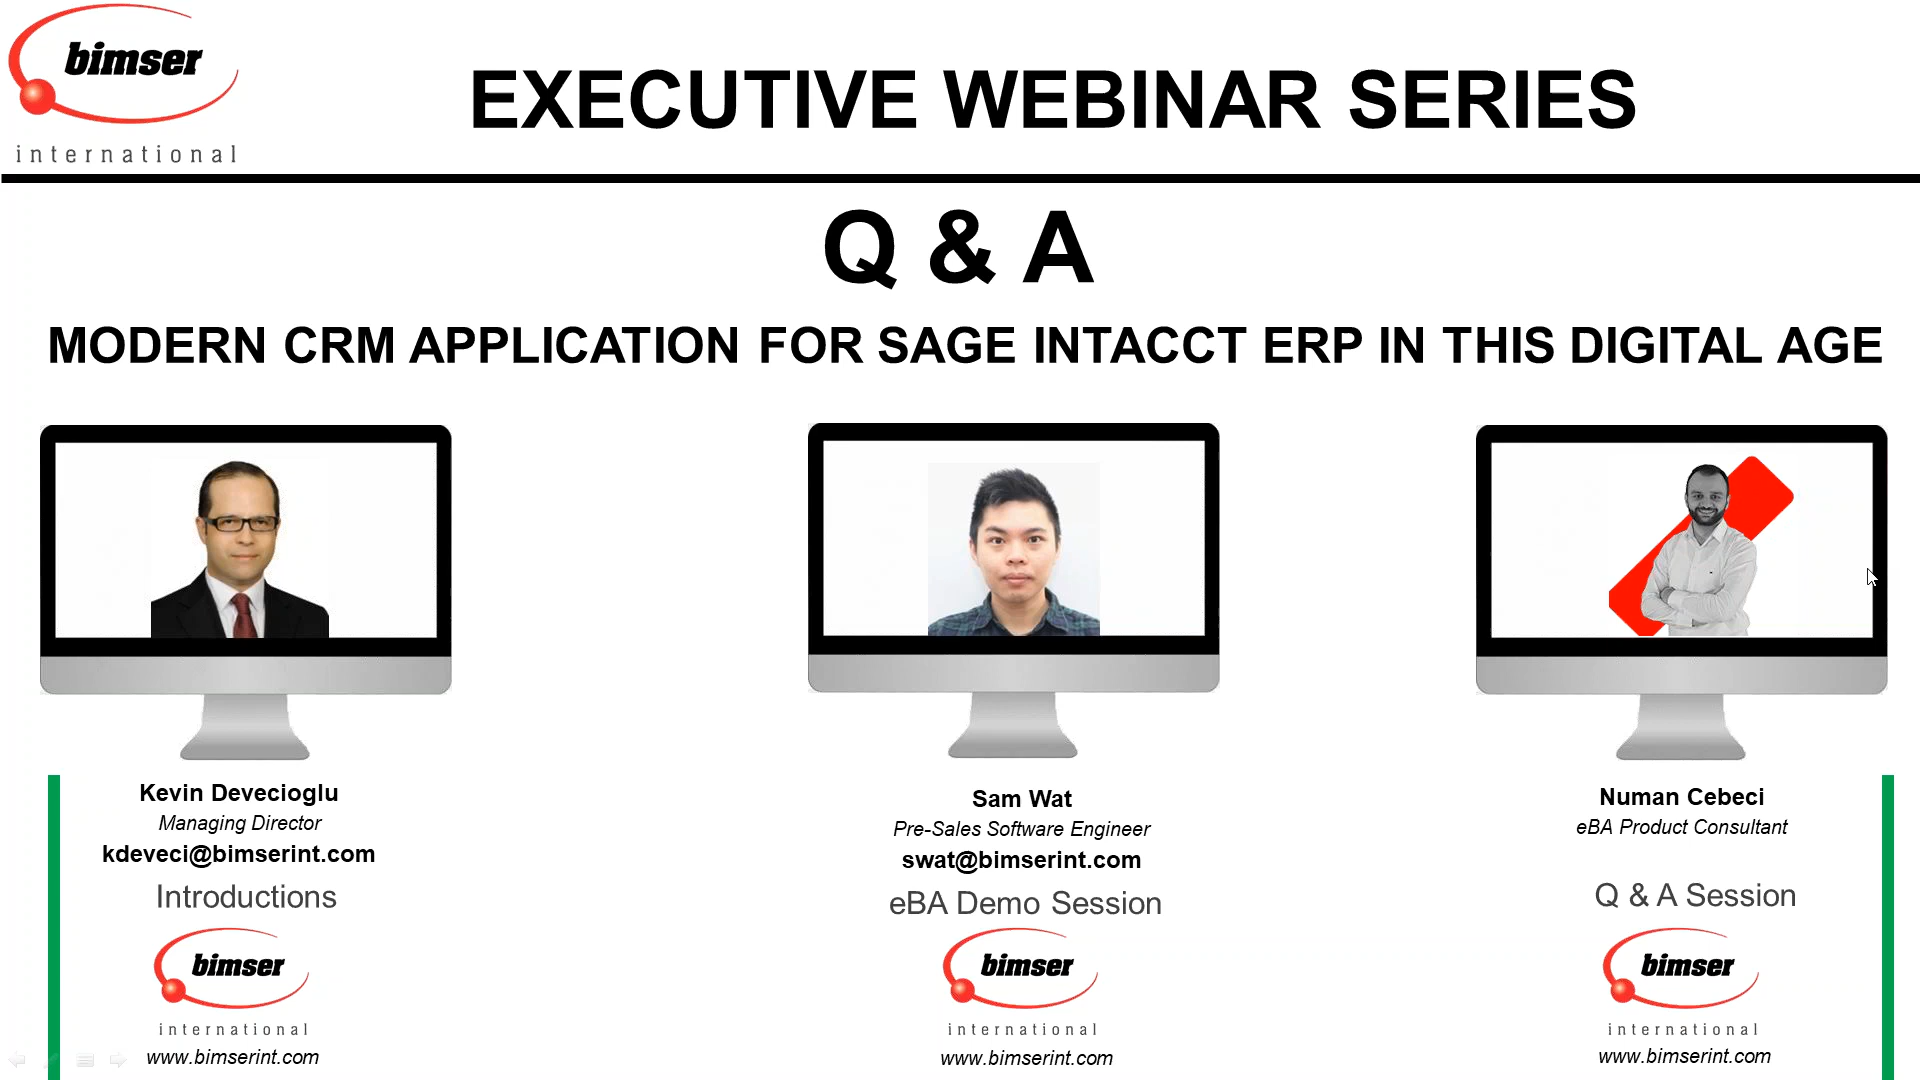 bimser
international
EXECUTIVE WEBINAR SERIES
Q & A
MODERN CRM APPLICATION FOR SAGE INTACCT ERP IN THIS DIGITAL AGE
Kevin Devecioglu
Managing Director
kdeveci@bimserint.com
Introductions
bimser
international
www.bimserint.com
Sam Wat
Pre-Sales Software Engineer
swat@bimserint.com
eBA Demo Session
bimser
international
www.bimserint.com
Numan Cebeci
eBA Product Consultant
Q & A Session
bimser
international
www.bimserint.com